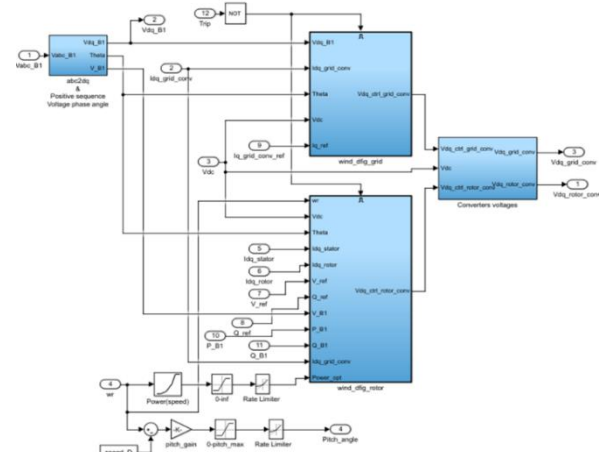 12
Trip
NOT
2
Vdq_B1
1
Vabc_B1
Vabc_B1
Vdq_B1
Theta
V_B1
abc2dq
&
Positive sequence
Voltage phase angle
2
Idq_grid_conv
Vdq_B1
Idq_grid_conv
Theta
Vdc
Iq_ref
Vdq_ctrl_grid_conv
wind_dfig_grid
9
Iq_grid_conv_ref
3
Vdc
Vdq_ctrl_grid_conv
Vdc
Vdq_ctrl_rotor_conv
Vdq_grid_conv
Vdq_rotor_conv
Converters voltages
3
Vdq_grid_conv
1
Vdq_rotor_conv
wr
Vdc
Theta
Idq_stator
Idq_rotor
V_ref
Q_ref
V_B1
P_B1
Q_B1
Idq_grid_conv
Power_opt
Vdq_ctrl_rotor_conv
wind_dfig_rotor
5
Idq_stator
6
Idq_rotor
7
V_ref
8
Q_ref
10
P_B1
11
Q_B1
4
wr
Power(speed)
0-inf
Rate Limiter
-K-
pitch_gain
0-pitch_max
Rate Limiter
4
Pitch_angle